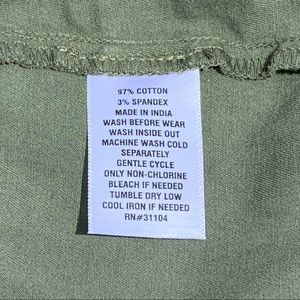 97% COTTON
3% SPANDEX
MADE IN INDIA
WASH BEFORE WEAR
WASH INSIDE OUT
MACHINE WASH COLD
SEPARATELY
GENTLE CYCLE
ONLY NON-CHLORINE
BLEACH IF NEEDED
TUMBLE DRY LOW
COOL IRON IF NEEDED
RN#31104